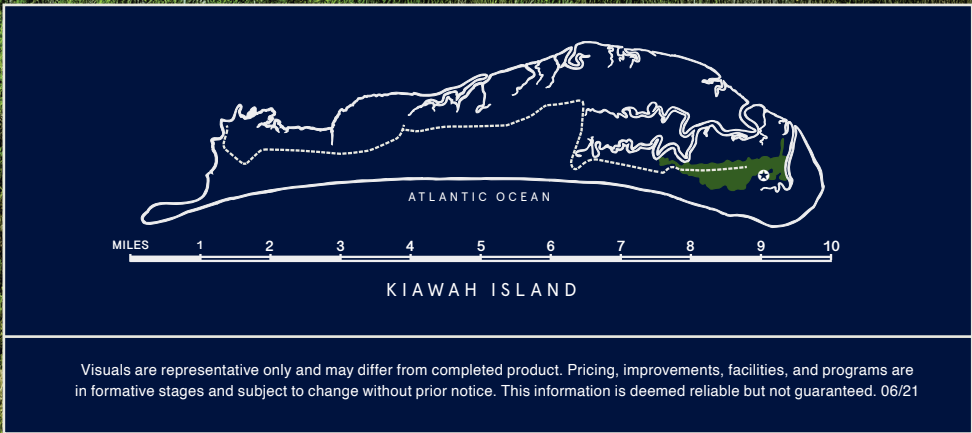 ATLANTIC OCEAN
MILES 1 2 3 4 5 6 7 8 9 10
KIAWAH ISLAND
Visuals are representative only and may differ from completed product. Pricing, improvements, facilities, and programs are
in formative stages and subject to change without prior notice. This information is deemed reliable but not guaranteed. 06/21